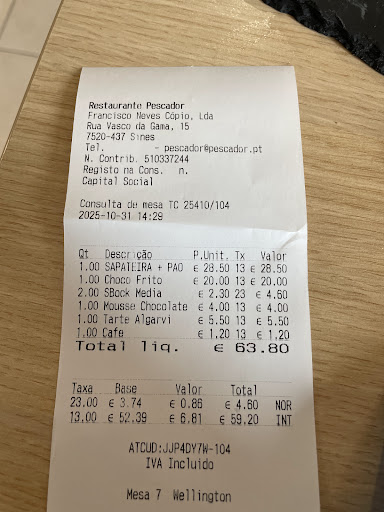 Restaurante Pescador
Francisco Neves Cópio, Lda
Rua Vasco da Gama, 15
7520-437 Sines
Tel. - pescador@pescador.pt
N. Contrib. 510337244
Registo na Cons. n.
Capital Social
Consulta de mesa TC 25410/104
2025-10-31 14:29
Qt Descrição P.Unit. Tx Valor
1.00 SAPATEIRA + PAO € 28.50 13 € 28.50
1.00 Choco Frito € 20.00 13 € 20.00
2.00 SBock Media € 2.30 23 € 4.60
1.00 Mousse Chocolate € 4.00 13 € 4.00
1.00 Tarte Algarvi € 5.50 13 € 5.50
1.00 Cafe € 1.20 13 € 1.20
Total liq. € 63.80
Taxa Base Valor Total
23.00 € 3.74 € 0.86 € 4.60 NOR
13.00 € 52.39 € 6.81 € 59.20 INT
ATCUD:JJP4DY7W-104
IVA Incluido
Mesa 7 Wellington